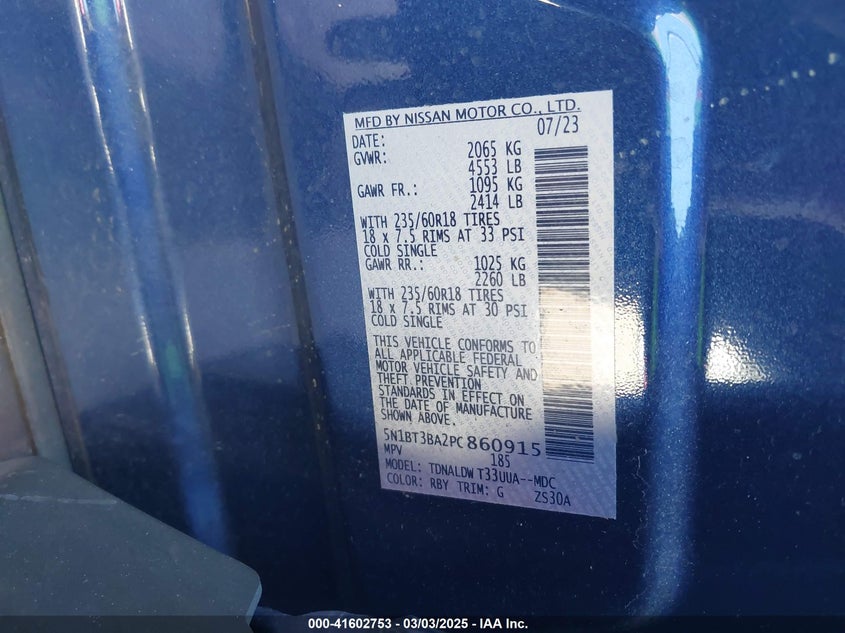 MFD BY NISSAN MOTOR CO., LTD.
DATE: 07/23
GVWR: 2065 KG
4553 LB
GAWR FR.: 1095 KG
2414 LB
WITH 235/60R18 TIRES
18 x 7.5 RIMS AT 33 PSI
COLD SINGLE
GAWR RR.: 1025 KG
2260 LB
WITH 235/60R18 TIRES
18 x 7.5 RIMS AT 30 PSI
COLD SINGLE
THIS VEHICLE CONFORMS TO
ALL APPLICABLE FEDERAL
MOTOR VEHICLE SAFETY AND
THEFT PREVENTION
STANDARDS IN EFFECT ON
THE DATE OF MANUFACTURE
SHOWN ABOVE.
5N1BT3BA2PC860915
MPV 185
MODEL: TDNALDW T33UUA--MDC
COLOR: RBY TRIM: G ZS30A
000-41602753 - 03/03/2025 - IAA Inc.